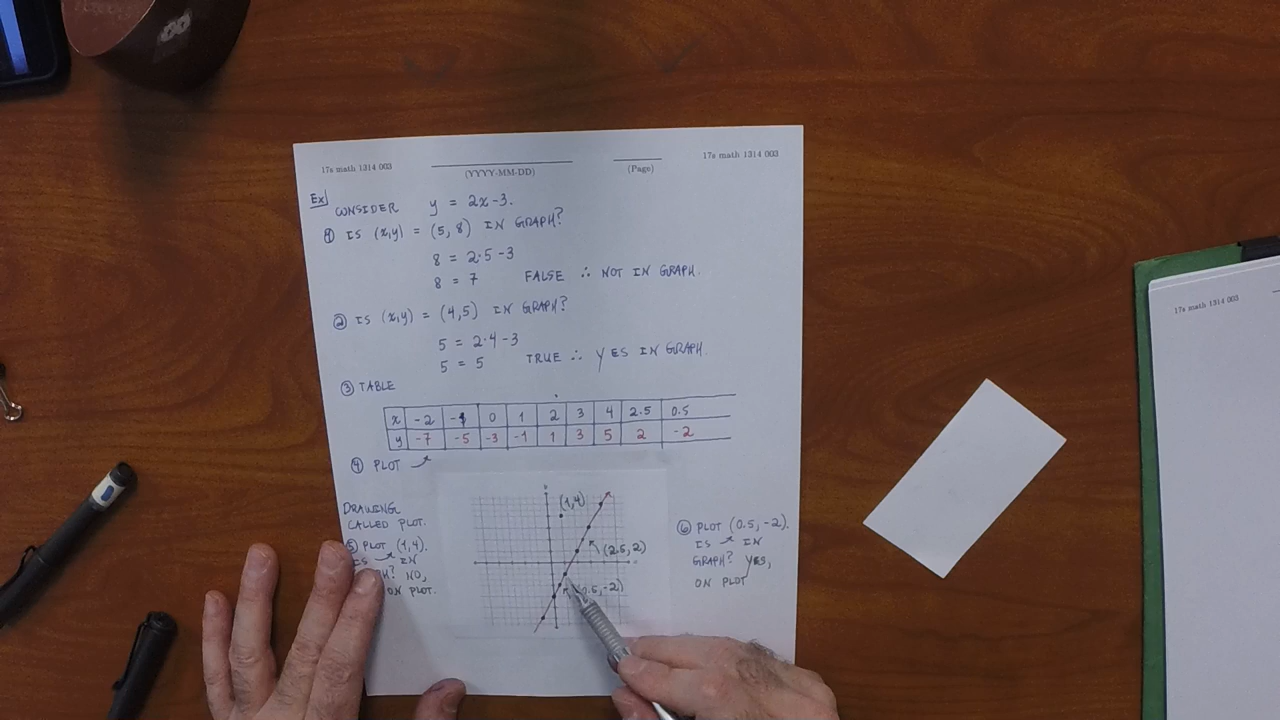 17s math 1314 003
(YYYY-MM-DD)
(Page)
17s math 1314 003
Ex CONSIDER y = 2x-3.
① IS (x,y) = (5,8) IN GRAPH?
8 = 2·5-3
8 = 7 FALSE ∴ NOT IN GRAPH.
② IS (x,y) = (4,5) IN GRAPH?
5 = 2·4-3
5 = 5 TRUE ∴ YES IN GRAPH.
③ TABLE
x -2 -1 0 1 2 3 4 2.5 0.5
y -7 -5 -3 -1 1 3 5 2 -2
④ PLOT
DRAWING
CALLED PLOT.
⑤ PLOT (1,4).
IS IN
NO,
ON PLOT.
(1,4)
(2.5, 2)
⑥ PLOT (0.5, -2).
IS IN
GRAPH? YES,
ON PLOT
17s math 1314 003